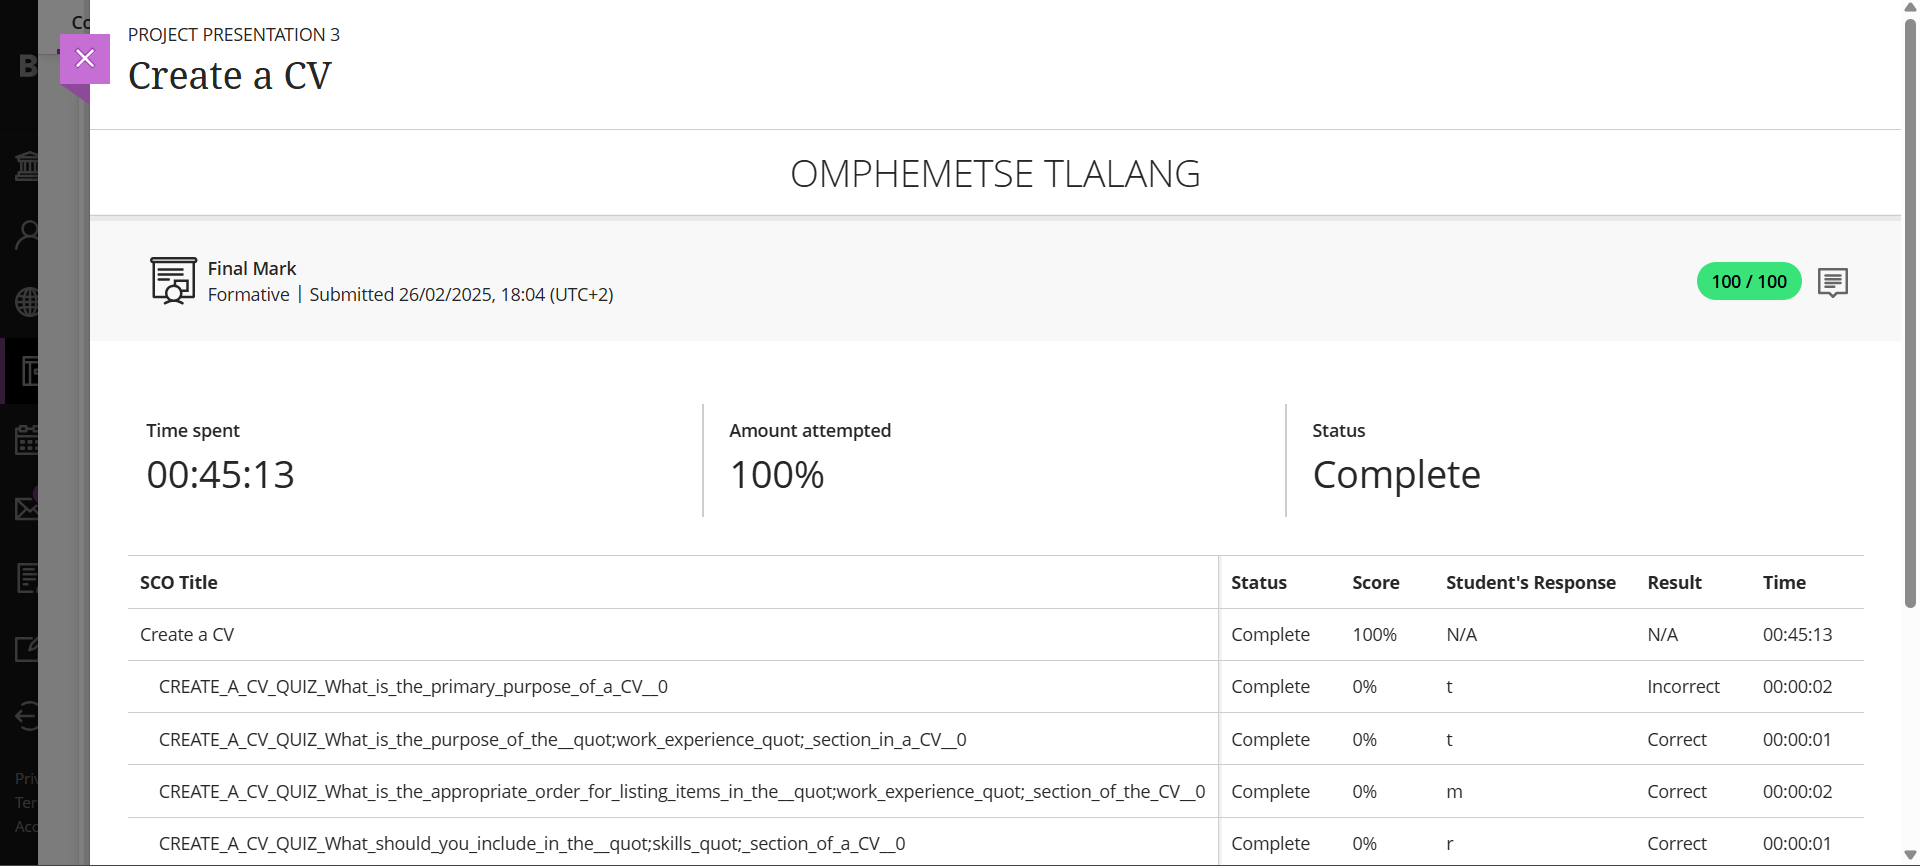 Co
B
PROJECT PRESENTATION 3
Create a CV
OMPHEMETSE TLALANG
Final Mark
Formative | Submitted 26/02/2025, 18:04 (UTC+2)
100 / 100
Time spent
00:45:13
Amount attempted
100%
Status
Complete
SCO Title Status Score Student's Response Result Time
Create a CV Complete 100% N/A N/A 00:45:13
CREATE_A_CV_QUIZ_What_is_the_primary_purpose_of_a_CV__0 Complete 0% t Incorrect 00:00:02
CREATE_A_CV_QUIZ_What_is_the_purpose_of_the__quot;work_experience_quot;_section_in_a_CV__0 Complete 0% t Correct 00:00:01
CREATE_A_CV_QUIZ_What_is_the_appropriate_order_for_listing_items_in_the__quot;work_experience_quot;_section_of_the_CV__0 Complete 0% m Correct 00:00:02
CREATE_A_CV_QUIZ_What_should_you_include_in_the__quot;skills_quot;_section_of_a_CV__0 Complete 0% r Correct 00:00:01
Pri
Ter
Acc